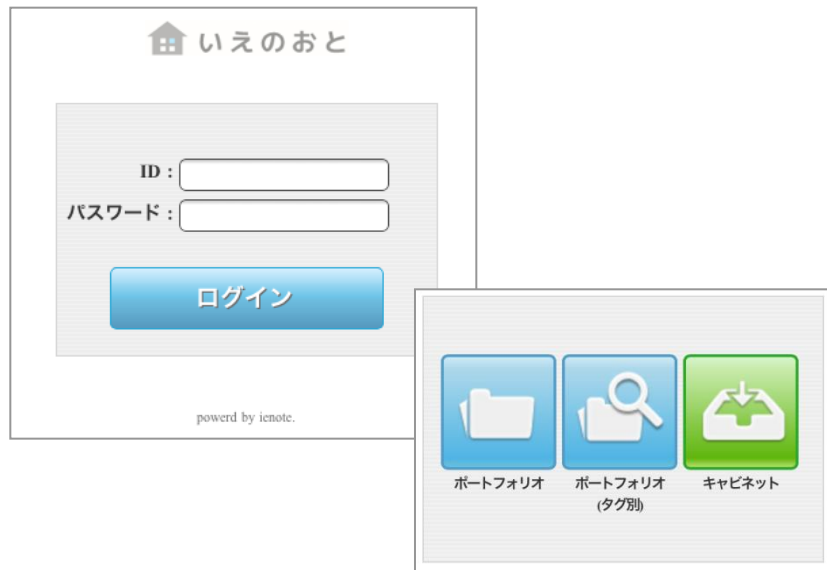 いえのおと
ID :
パスワード :
ログイン
powerd by ienote.
ポートフォリオ
ポートフォリオ
(タグ別)
キャビネット